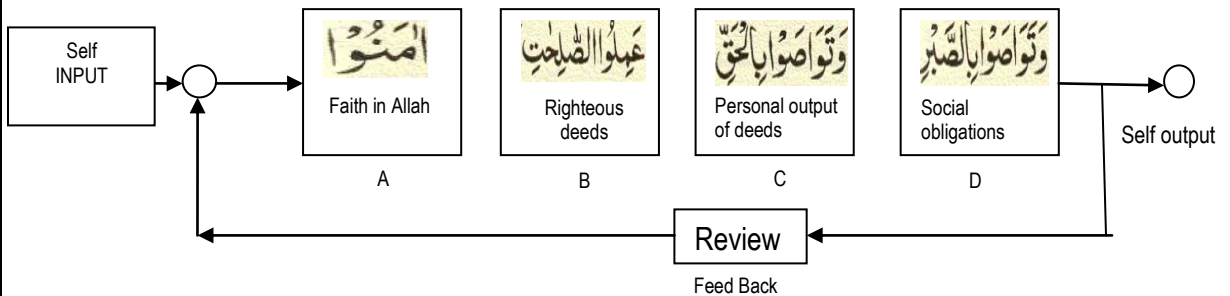 Self
INPUT
اٰمَنُوْا
Faith in Allah
A
عَمِلُوا الصّٰلِحٰتِ
Righteous
deeds
B
وَتَوَاصَوْا بِالْحَقِّ
Personal output
of deeds
C
وَتَوَاصَوْا بِالصَّبْرِ
Social
obligations
D
Self output
Review
Feed Back